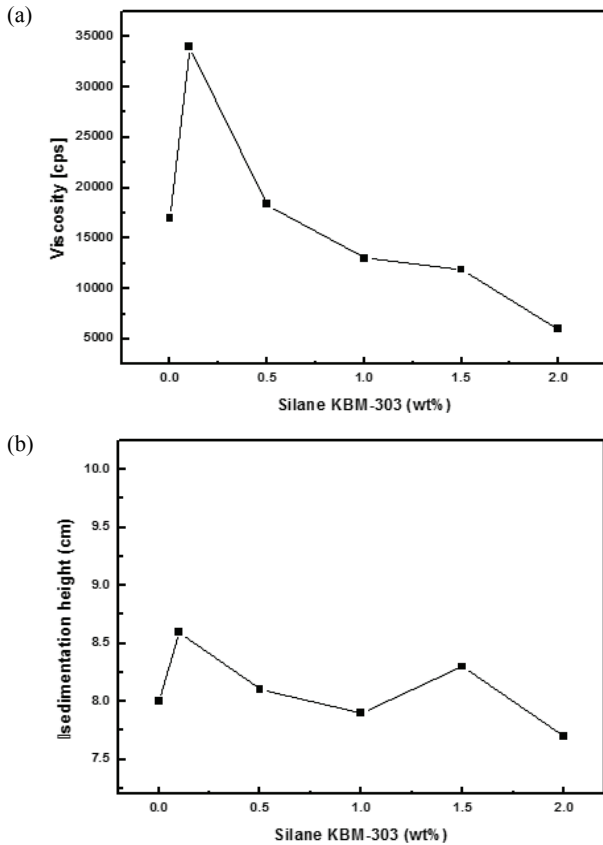 (a)
35000
30000
25000
20000
15000
10000
5000
Viscosity [cps]
0.0 0.5 1.0 1.5 2.0
Silane KBM-303 (wt%)
(b)
10.0
9.5
9.0
8.5
8.0
7.5
▯sedimentation height (cm)
0.0 0.5 1.0 1.5 2.0
Silane KBM-303 (wt%)